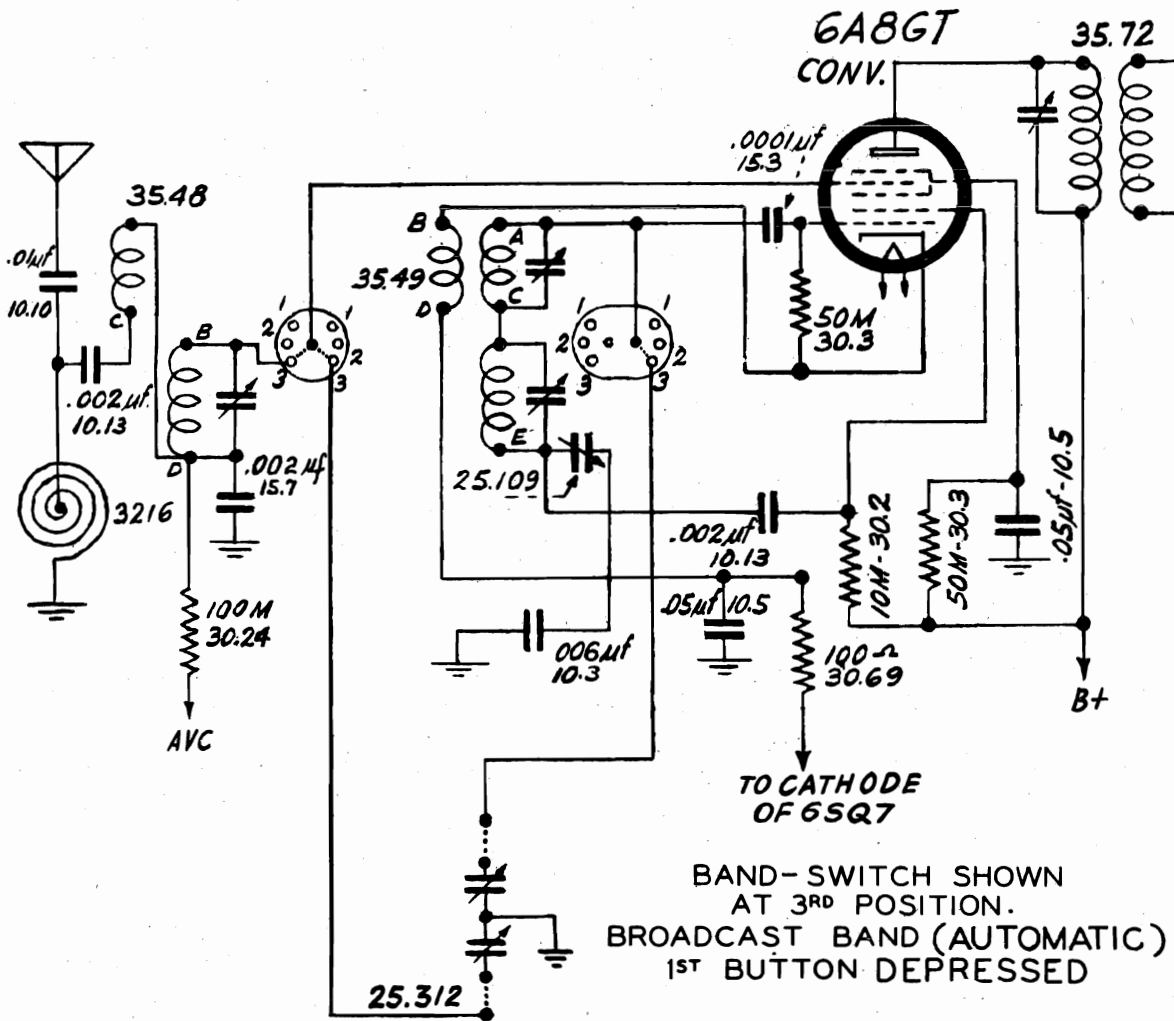 6A8GT
CONV.
35.72
.0001µf
15.3
35.48
.01µf
10.10
C
B
.002µf.
10.13
D
.002µf
15.7
3216
100M
30.24
AVC
1
2
3
1
2
3
B
A
35.49
D
C
E
25.109
1
2
3
1
2
3
50M
30.3
.002µf
10.13
10M-30.2
50M-30.3
.05µf-10.5
.05µf 10.5
.006µf
10.3
100Ω
30.69
B+
TO CATHODE
OF 6SQ7
25.312
BAND-SWITCH SHOWN
AT 3RD POSITION.
BROADCAST BAND (AUTOMATIC)
1ST BUTTON DEPRESSED